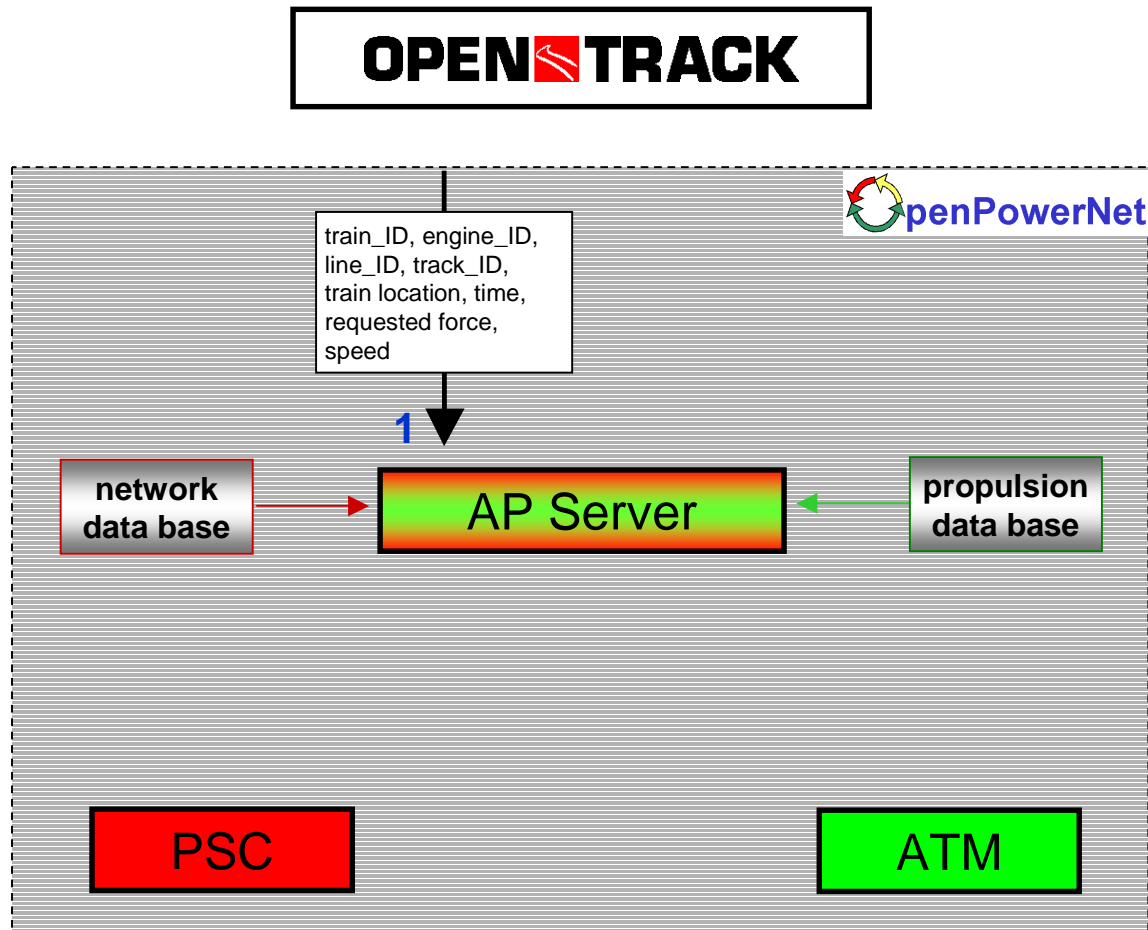 OPEN TRACK
OpenPowerNet
train_ID, engine_ID,
line_ID, track_ID,
train location, time,
requested force,
speed
1
network
data base
AP Server
propulsion
data base
PSC
ATM